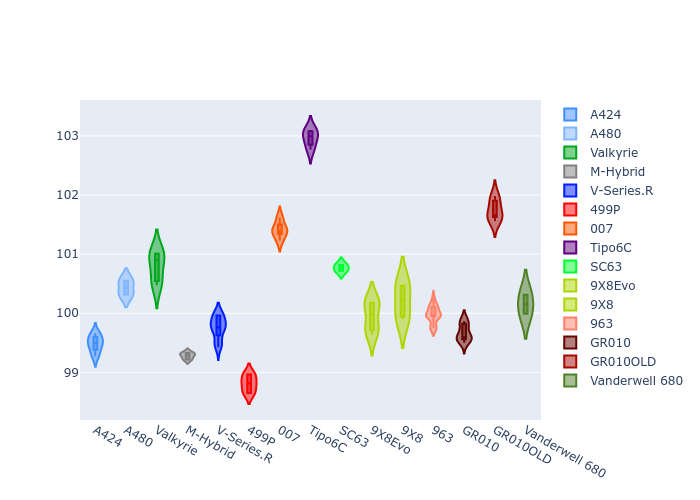 103
102
101
100
99
A424
A480
Valkyrie
M-Hybrid
V-Series.R
499P
007
Tipo6C
SC63
9X8Evo
9X8
963
GR010
GR010OLD
Vanderwell 680
A424
A480
Valkyrie
M-Hybrid
V-Series.R
499P
007
Tipo6C
SC63
9X8Evo
9X8
963
GR010
GR010OLD
Vanderwell 680